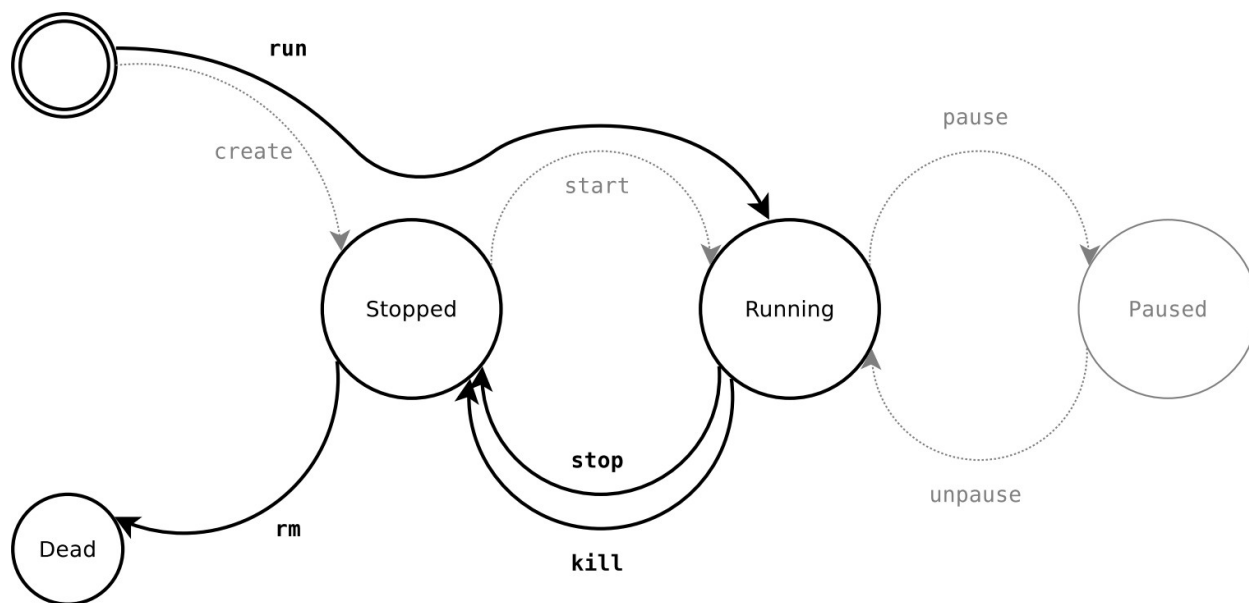 run
pause
create
start
Stopped
Running
Paused
stop
unpause
rm
Dead
kill